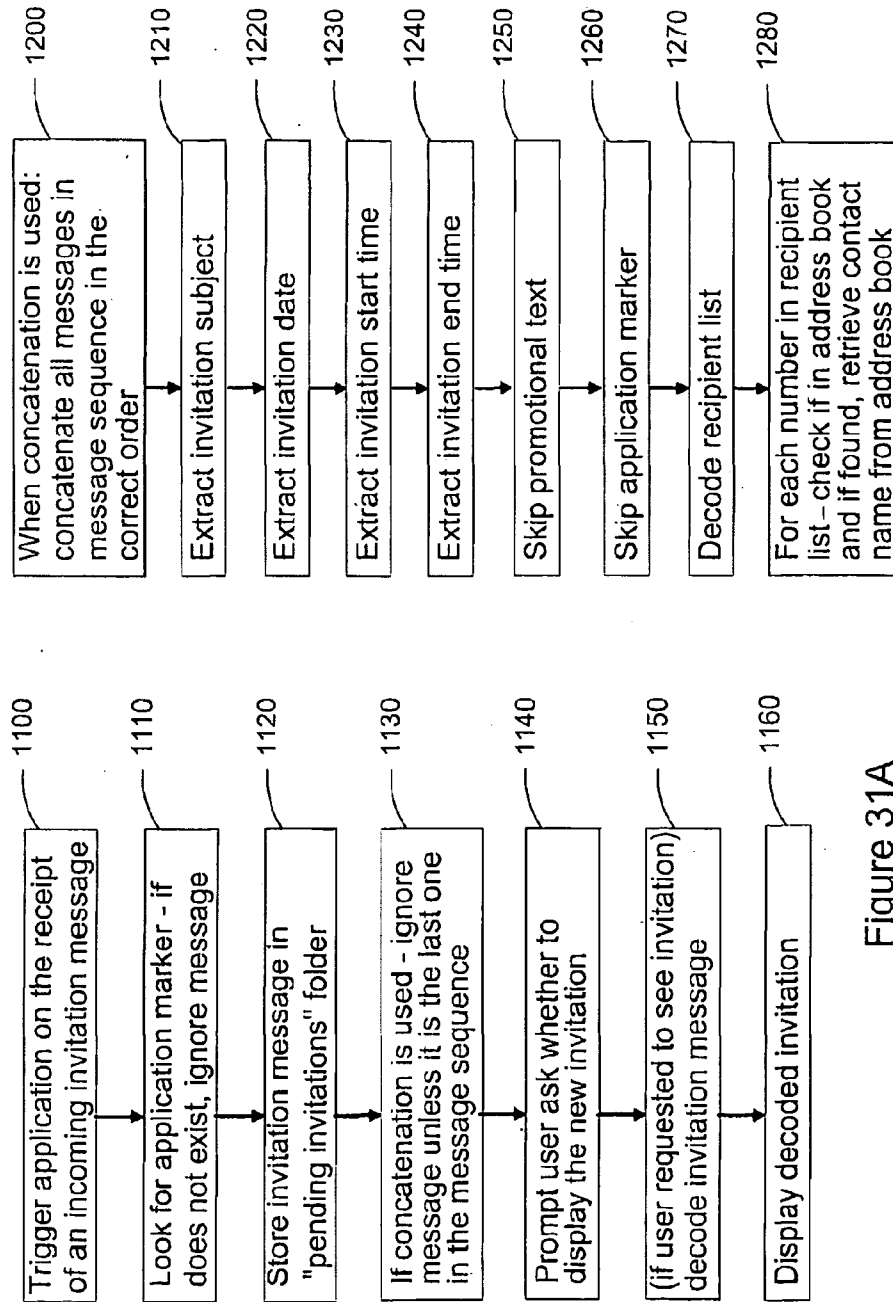 1100
Trigger application on the receipt
of an incoming invitation message
1110
Look for application marker - if
does not exist, ignore message
1120
Store invitation message in
"pending invitations" folder
1130
If concatenation is used - ignore
message unless it is the last one
in the message sequence
1140
Prompt user ask whether to
display the new invitation
1150
(if user requested to see invitation)
decode invitation message
1160
Display decoded invitation
1200
When concatenation is used:
concatenate all messages in
message sequence in the
correct order
1210
Extract invitation subject
1220
Extract invitation date
1230
Extract invitation start time
1240
Extract invitation end time
1250
Skip promotional text
1260
Skip application marker
1270
Decode recipient list
1280
For each number in recipient
list - check if in address book
and if found, retrieve contact
name from address book
Figure 31A